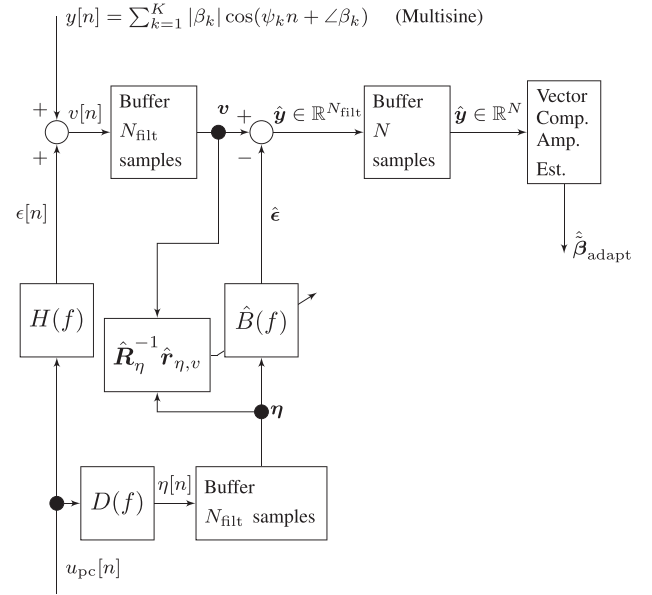 y[n] = ∑_{k=1}^{K} |β_k| cos(ψ_k n + ∠β_k) (Multisine)
+
+
v[n]
Buffer
N_filt
samples
v
+
−
ŷ ∈ ℝ^{N_filt}
Buffer
N
samples
ŷ ∈ ℝ^N
Vector
Comp.
Amp.
Est.
ϵ[n]
ϵ̂
β̃̂_adapt
H(f)
R̂_η^{−1} r̂_{η,v}
B̂(f)
η
D(f)
η[n]
Buffer
N_filt samples
u_pc[n]